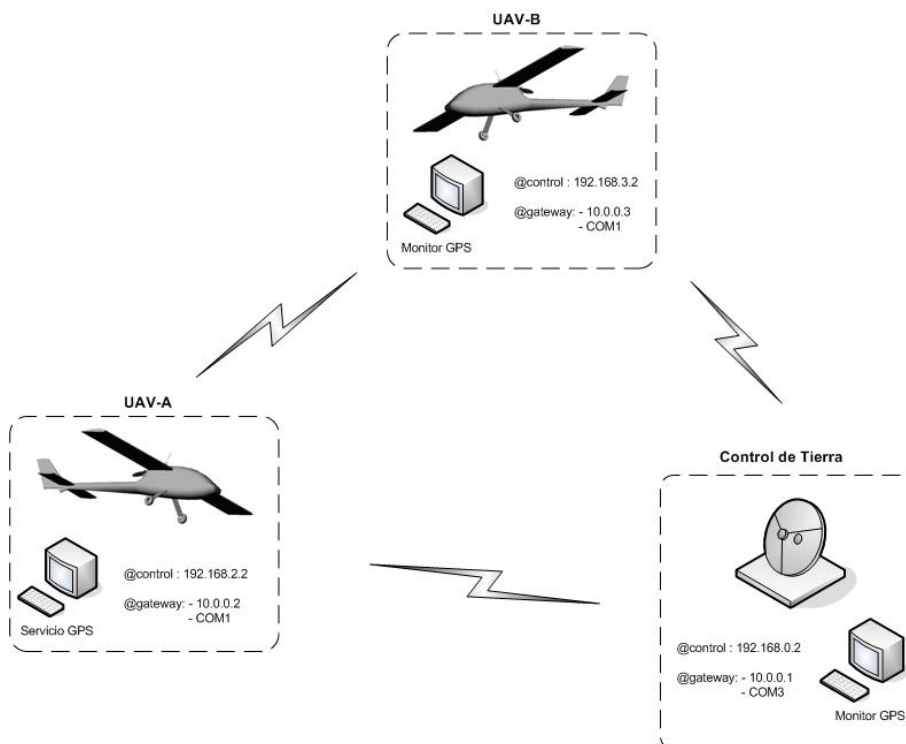 UAV-B
@control : 192.168.3.2
@gateway: - 10.0.0.3
- COM1
Monitor GPS
UAV-A
@control : 192.168.2.2
@gateway: - 10.0.0.2
- COM1
Servicio GPS
Control de Tierra
@control : 192.168.0.2
@gateway: - 10.0.0.1
- COM3
Monitor GPS